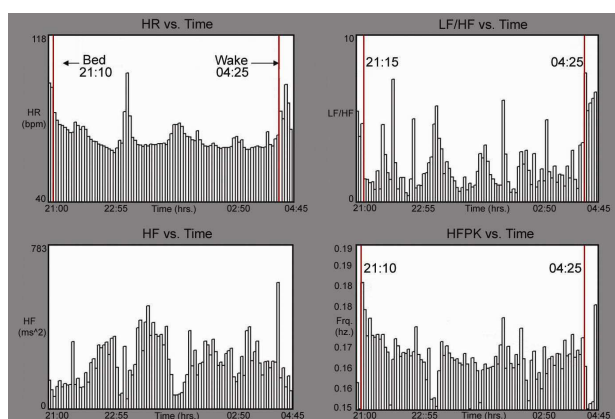 HR vs. Time
118
Bed
21:10
Wake
04:25
HR
(bpm)
40
21:00 22:55 Time (hrs.) 02:50 04:45
LF/HF vs. Time
10
21:15 04:25
LF/HF
0
21:00 22:55 Time (hrs.) 02:50 04:45
HF vs. Time
783
HF
(ms^2)
0
21:00 22:55 Time (hrs.) 02:50 04:45
HFPK vs. Time
0.19
0.19
21:10 04:25
0.18
0.18
Frq.
(hz.)
0.17
0.16
0.16
0.15
21:00 22:55 Time (hrs.) 02:50 04:45